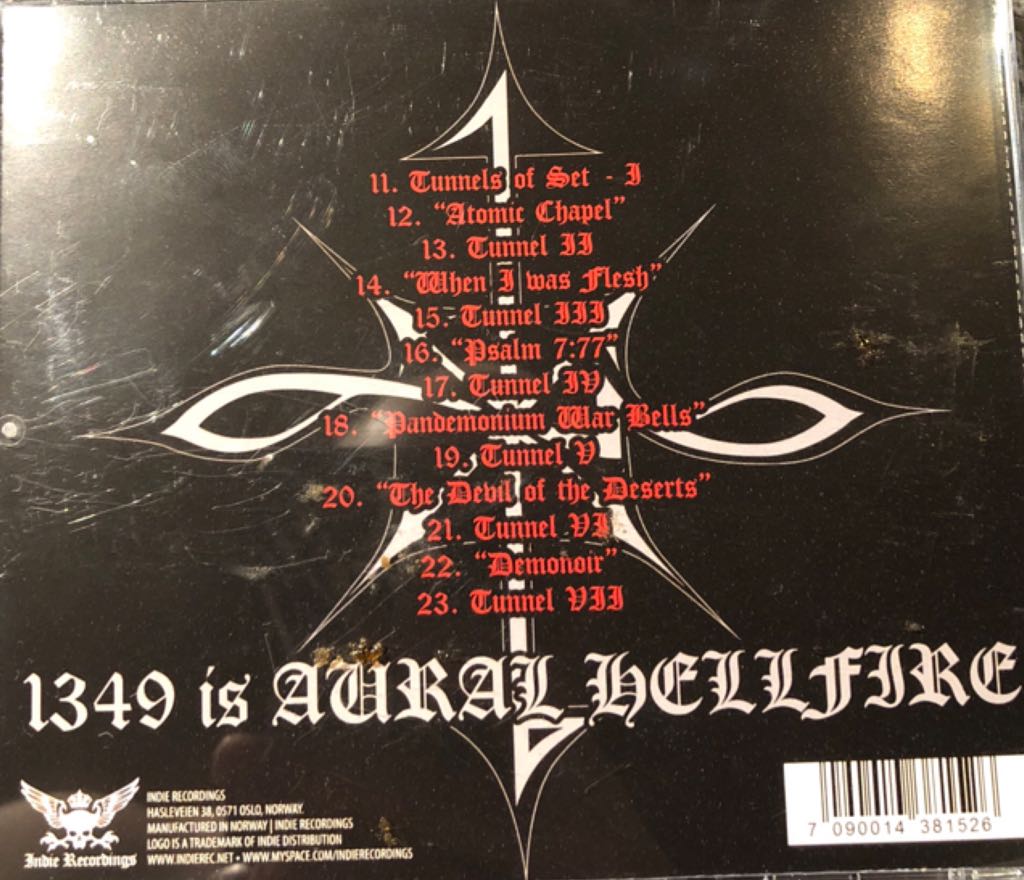 11. Tunnels of Set - I
12. "Atomic Chapel"
13. Tunnel II
14. "When I was Flesh"
15. Tunnel III
16. "Psalm 7:77"
17. Tunnel IV
18. "Pandemonium War Bells"
19. Tunnel V
20. "The Devil of the Deserts"
21. Tunnel VI
22. "Demonoir"
23. Tunnel VII
1349 is AURAL HELLFIRE
Indie Recordings
INDIE RECORDINGS
HASLEVEIEN 38, 0571 OSLO, NORWAY.
MANUFACTURED IN NORWAY | INDIE RECORDINGS
LOGO IS A TRADEMARK OF INDIE DISTRIBUTION
WWW.INDIEREC.NET • WWW.MYSPACE.COM/INDIERECORDINGS
7 090014 381526